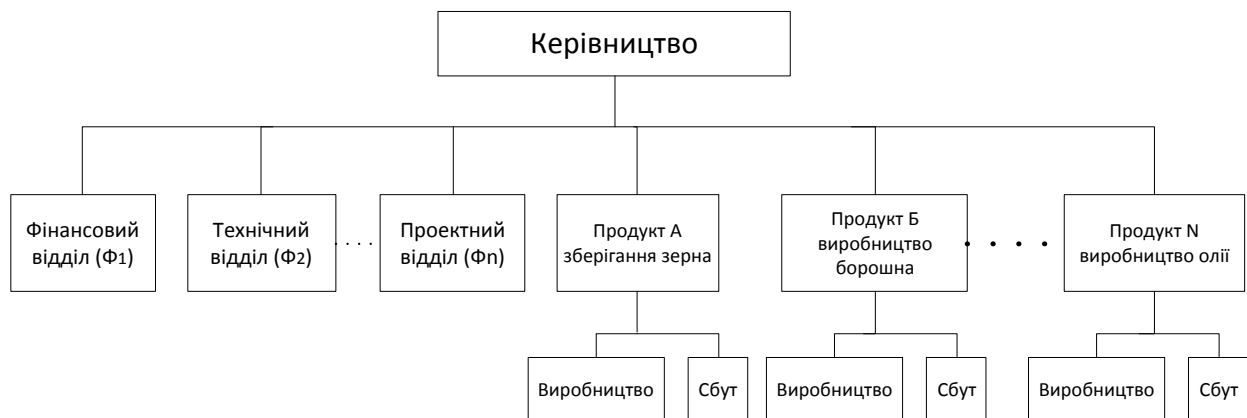 Керівництво
Фінансовий
відділ (Ф1)
Технічний
відділ (Ф2)
. . . .
Проектний
відділ (Фn)
Продукт А
зберігання зерна
Продукт Б
виробництво
борошна
• • • • •
Продукт N
виробництво олії
Виробництво
Сбут
Виробництво
Сбут
Виробництво
Сбут